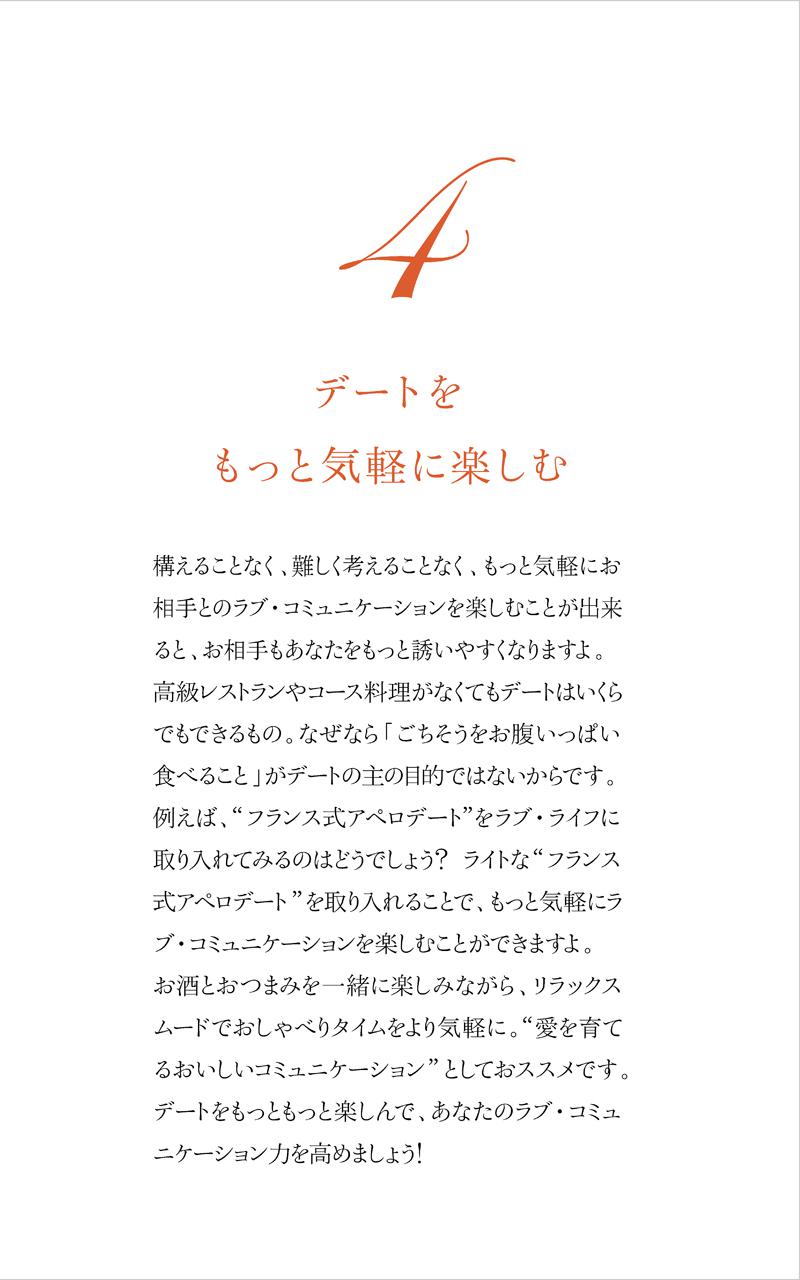 4
デートを
もっと気軽に楽しむ
構えることなく、難しく考えることなく、もっと気軽にお
相手とのラブ・コミュニケーションを楽しむことが出来
ると、お相手もあなたをもっと誘いやすくなりますよ。
高級レストランやコース料理がなくてもデートはいくら
でもできるもの。なぜなら「ごちそうをお腹いっぱい
食べること」がデートの主の目的ではないからです。
例えば、“フランス式アペロデート”をラブ・ライフに
取り入れてみるのはどうでしょう? ライトな“フランス
式アペロデート”を取り入れることで、もっと気軽にラ
ブ・コミュニケーションを楽しむことができますよ。
お酒とおつまみを一緒に楽しみながら、リラックス
ムードでおしゃべりタイムをより気軽に。“愛を育て
るおいしいコミュニケーション”としておススメです。
デートをもっともっと楽しんで、あなたのラブ・コミュ
ニケーション力を高めましょう!